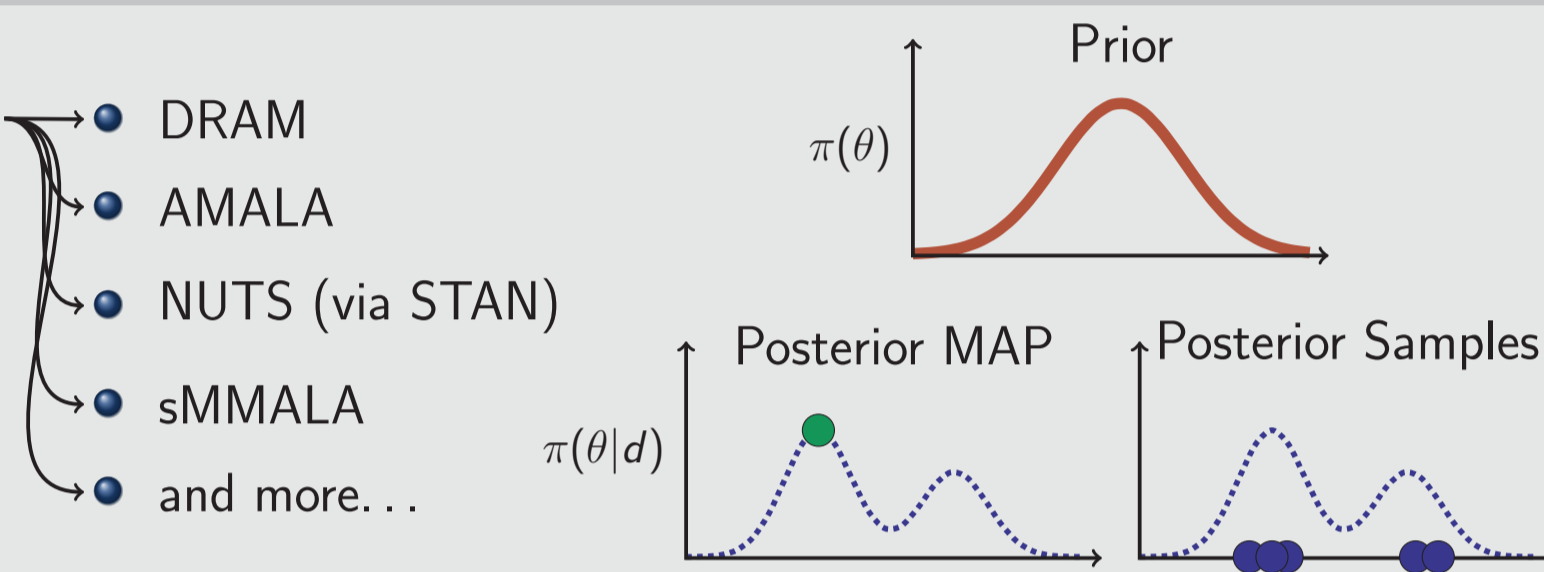 DRAM
AMALA
NUTS (via STAN)
sMMALA
and more. . .
Prior
π(θ)
Posterior MAP
π(θ|d)
Posterior Samples